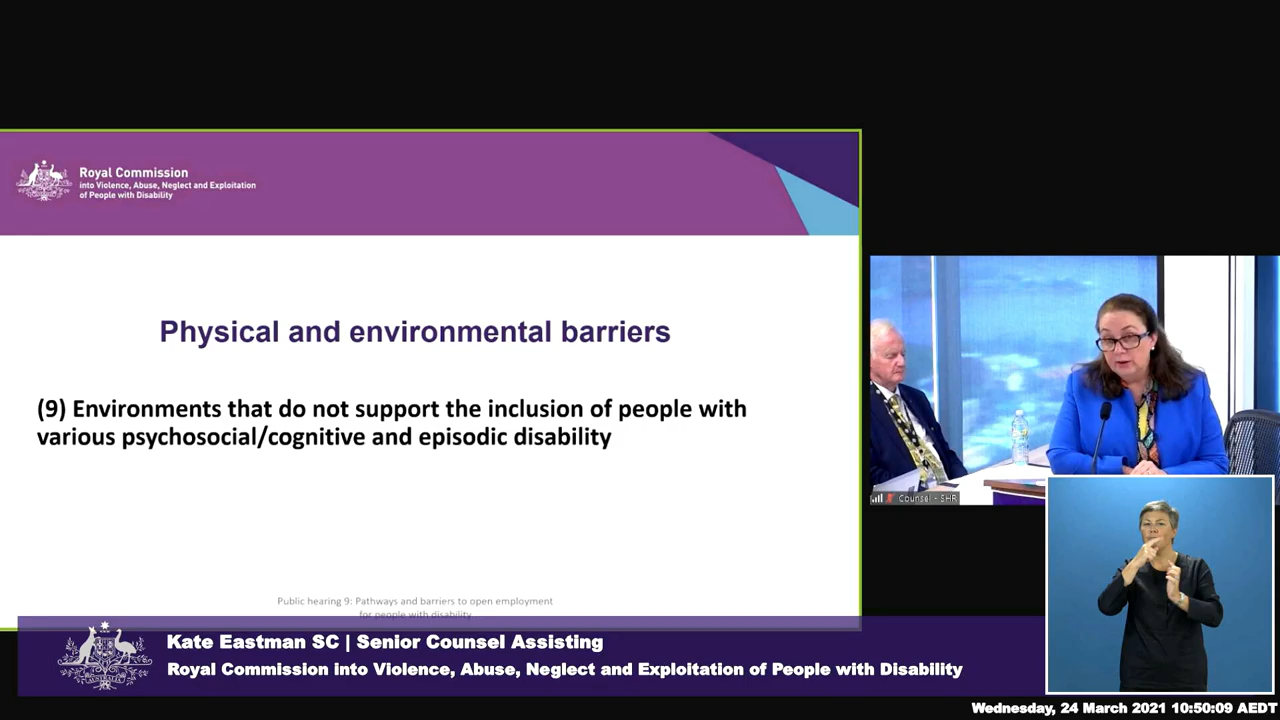 Royal Commission
into Violence, Abuse, Neglect and Exploitation
of People with Disability
Physical and environmental barriers
(9) Environments that do not support the inclusion of people with
various psychosocial/cognitive and episodic disability
Public hearing 9: Pathways and barriers to open employment
for people with disability
Counsel - SHR
Kate Eastman SC | Senior Counsel Assisting
Royal Commission into Violence, Abuse, Neglect and Exploitation of People with Disability
Wednesday, 24 March 2021 10:50:09 AEDT